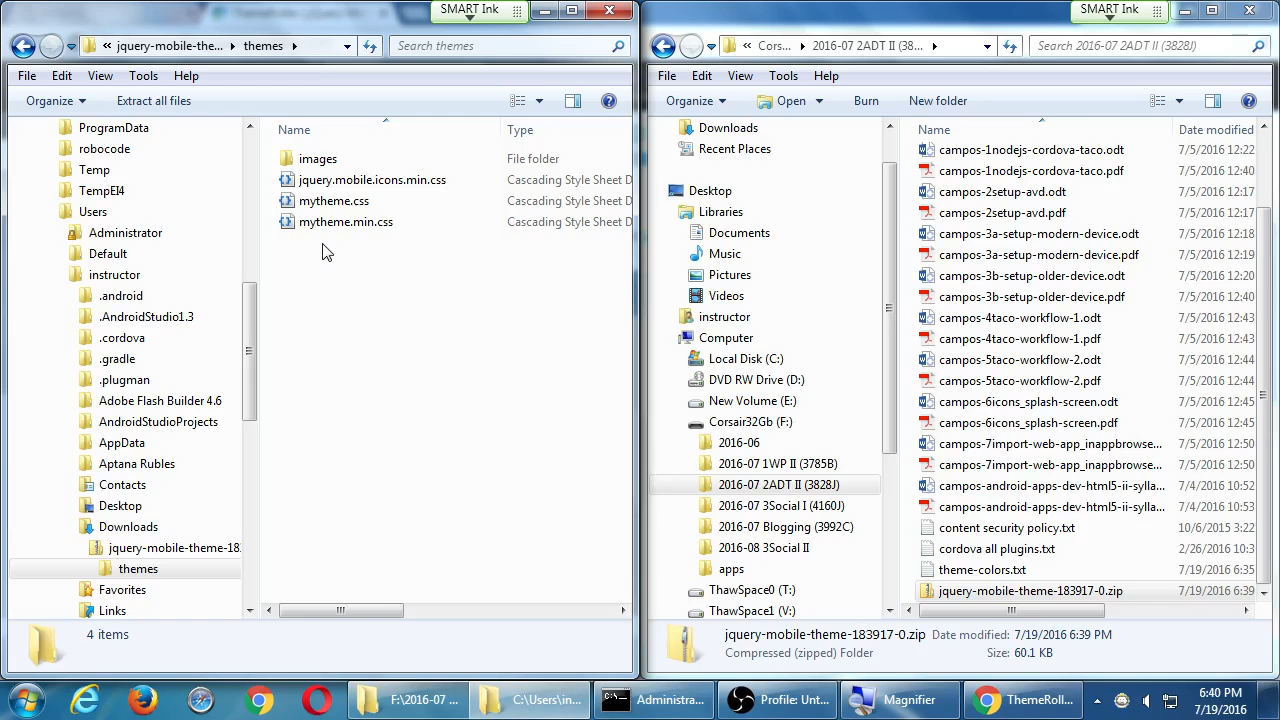 SMART Ink
jquery-mobile-the...
themes
Search themes
File Edit View Tools Help
Organize
Extract all files
ProgramData
robocode
Temp
TempEI4
Users
Administrator
Default
instructor
.android
.AndroidStudio1.3
.cordova
.gradle
.plugman
Adobe Flash Builder 4.6
AndroidStudioProject
AppData
Aptana Rubles
Contacts
Desktop
Downloads
jquery-mobile-theme-18
themes
Favorites
Links
Name Type
images File folder
jquery.mobile.icons.min.css Cascading Style Sheet D
mytheme.css Cascading Style Sheet D
mytheme.min.css Cascading Style Sheet D
4 items
SMART Ink
Cors...
2016-07 2ADT II (38...
Search 2016-07 2ADT II (3828J)
File Edit View Tools Help
Organize
Open
Burn
New folder
Downloads
Recent Places
Desktop
Libraries
Documents
Music
Pictures
Videos
instructor
Computer
Local Disk (C:)
DVD RW Drive (D:)
New Volume (E:)
Corsair32Gb (F:)
2016-06
2016-07 1WP II (3785B)
2016-07 2ADT II (3828J)
2016-07 3Social I (4160J)
2016-07 Blogging (3992C)
2016-08 3Social II
apps
ThawSpace0 (T:)
ThawSpace1 (V:)
Name Date modified
campos-1nodejs-cordova-taco.odt 7/5/2016 12:22
campos-1nodejs-cordova-taco.pdf 7/5/2016 12:40
campos-2setup-avd.odt 7/5/2016 12:17
campos-2setup-avd.pdf 7/5/2016 12:40
campos-3a-setup-modern-device.odt 7/5/2016 12:18
campos-3a-setup-modern-device.pdf 7/5/2016 12:19
campos-3b-setup-older-device.odt 7/5/2016 12:20
campos-3b-setup-older-device.pdf 7/5/2016 12:40
campos-4taco-workflow-1.odt 7/5/2016 12:44
campos-4taco-workflow-1.pdf 7/5/2016 12:40
campos-5taco-workflow-2.odt 7/5/2016 12:44
campos-5taco-workflow-2.pdf 7/5/2016 12:44
campos-6icons_splash-screen.odt 7/5/2016 12:44
campos-6icons_splash-screen.pdf 7/5/2016 12:45
campos-7import-web-app_inappbrowse... 7/5/2016 12:50
campos-7import-web-app_inappbrowse... 7/5/2016 12:50
campos-android-apps-dev-html5-ii-sylla... 7/4/2016 10:52
campos-android-apps-dev-html5-ii-sylla... 7/4/2016 10:53
content security policy.txt 10/6/2015 3:22
cordova all plugins.txt 2/26/2016 10:3
theme-colors.txt 7/19/2016 6:35
jquery-mobile-theme-183917-0.zip 7/19/2016 6:39
jquery-mobile-theme-183917-0.zip Date modified: 7/19/2016 6:39 PM
Compressed (zipped) Folder Size: 60.1 KB
F:\2016-07 ...
C:\Users\in...
Administra...
Profile: Unt...
Magnifier
ThemeRoll...
6:40 PM
7/19/2016